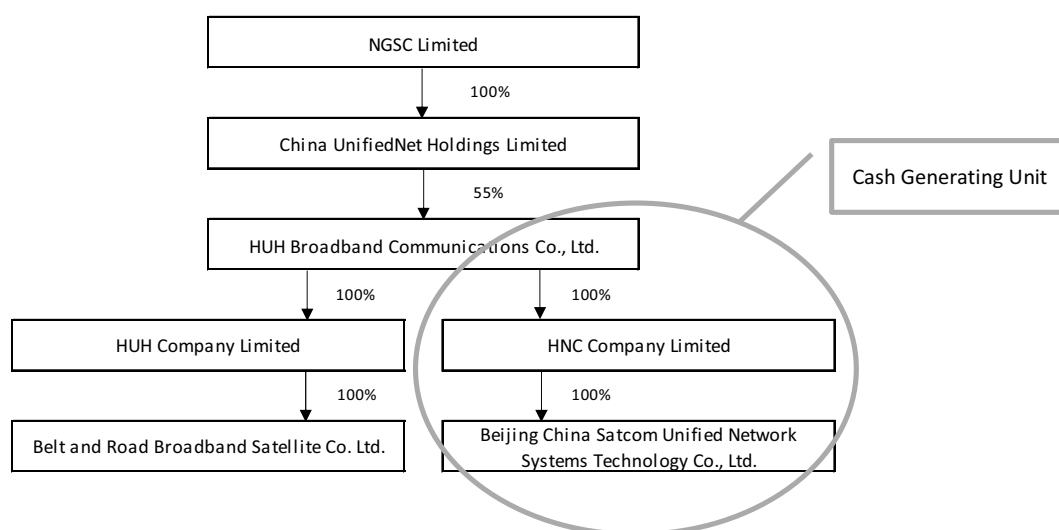 NGSC Limited
100%
China UnifiedNet Holdings Limited
Cash Generating Unit
55%
HUH Broadband Communications Co., Ltd.
100%
100%
HUH Company Limited
HNC Company Limited
100%
100%
Belt and Road Broadband Satellite Co. Ltd.
Beijing China Satcom Unified Network
Systems Technology Co., Ltd.